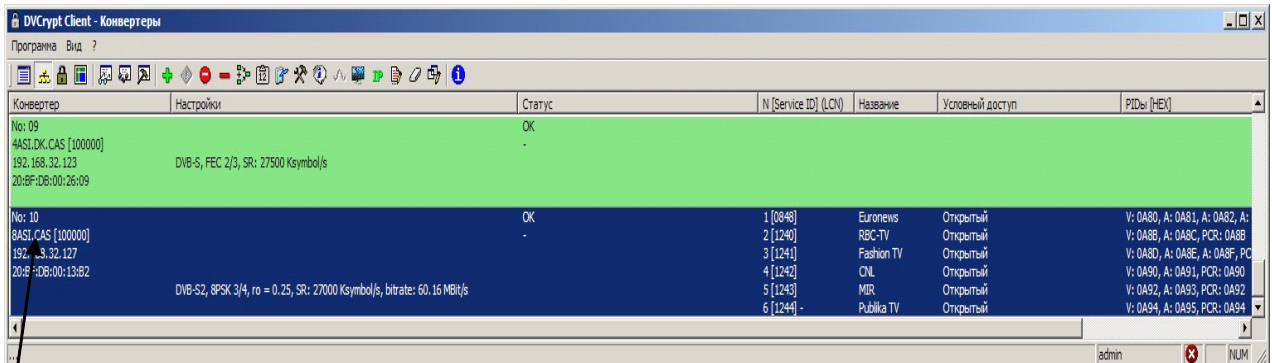 DVCrypt Client - Конвертеры
Программа Вид ?
Конвертер Настройки Статус N [Service ID] (LCN) Название Условный доступ PIDы [HEX]
No: 09 OK
4ASI.DK.CAS [100000] -
192.168.32.123 DVB-S, FEC 2/3, SR: 27500 Ksymbol/s
20:BF:DB:00:26:09
No: 10 OK 1 [0848] Euronews Открытый V: 0A80, A: 0A81, A: 0A82, A:
8ASI.CAS [100000] - 2 [1240] RBC-TV Открытый V: 0A8B, A: 0A8C, PCR: 0A8B
32.127 3 [1241] Fashion TV Открытый V: 0A8D, A: 0A8E, A: 0A8F, PC
20:BF:DB:00:13:B2 4 [1242] CNL Открытый V: 0A90, A: 0A91, PCR: 0A90
DVB-S2, 8PSK 3/4, ro = 0.25, SR: 27000 Ksymbol/s, bitrate: 60.16 MBit/s 5 [1243] MIR Открытый V: 0A92, A: 0A93, PCR: 0A92
6 [1244] - Publika TV Открытый V: 0A94, A: 0A95, PCR: 0A94
... admin NUM